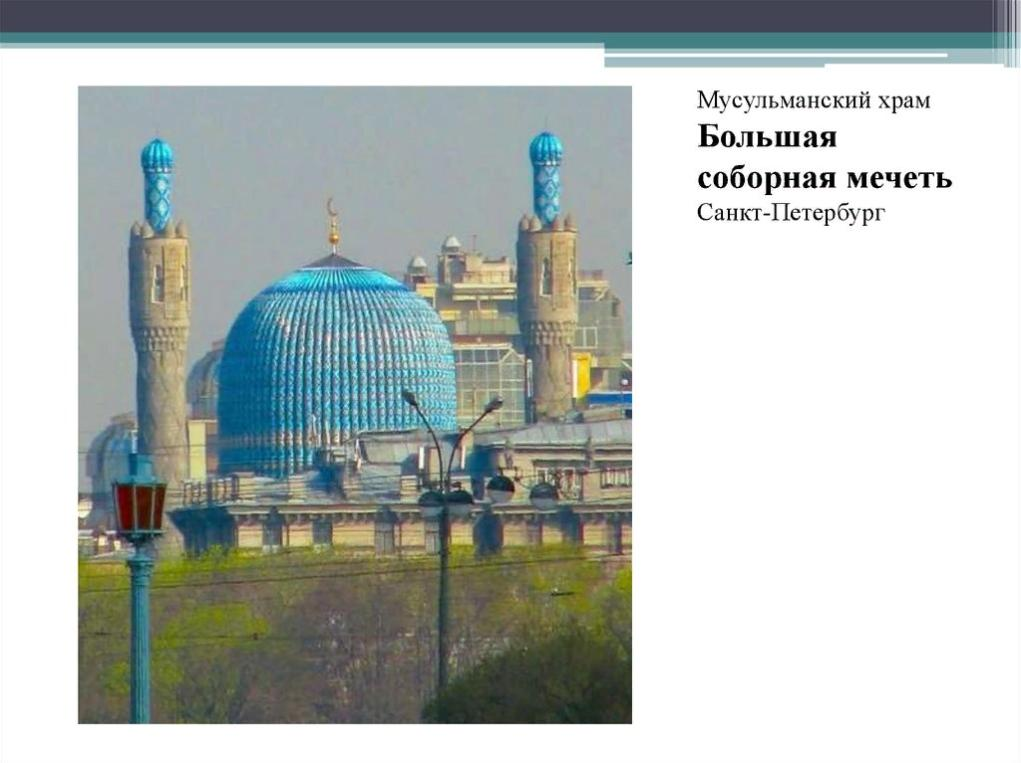 Мусульманский храм
Большая
соборная мечеть
Санкт-Петербург